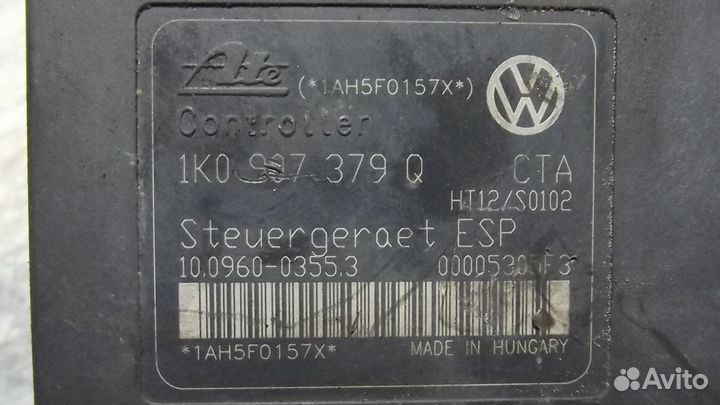 Ate (*1AH5F0157X*)
Controller
1K0 907 379 Q CTA
HT12/S0102
Steuergeraet ESP
10.0960-0355.3 00005305F3
*1AH5F0157X* MADE IN HUNGARY
Avito